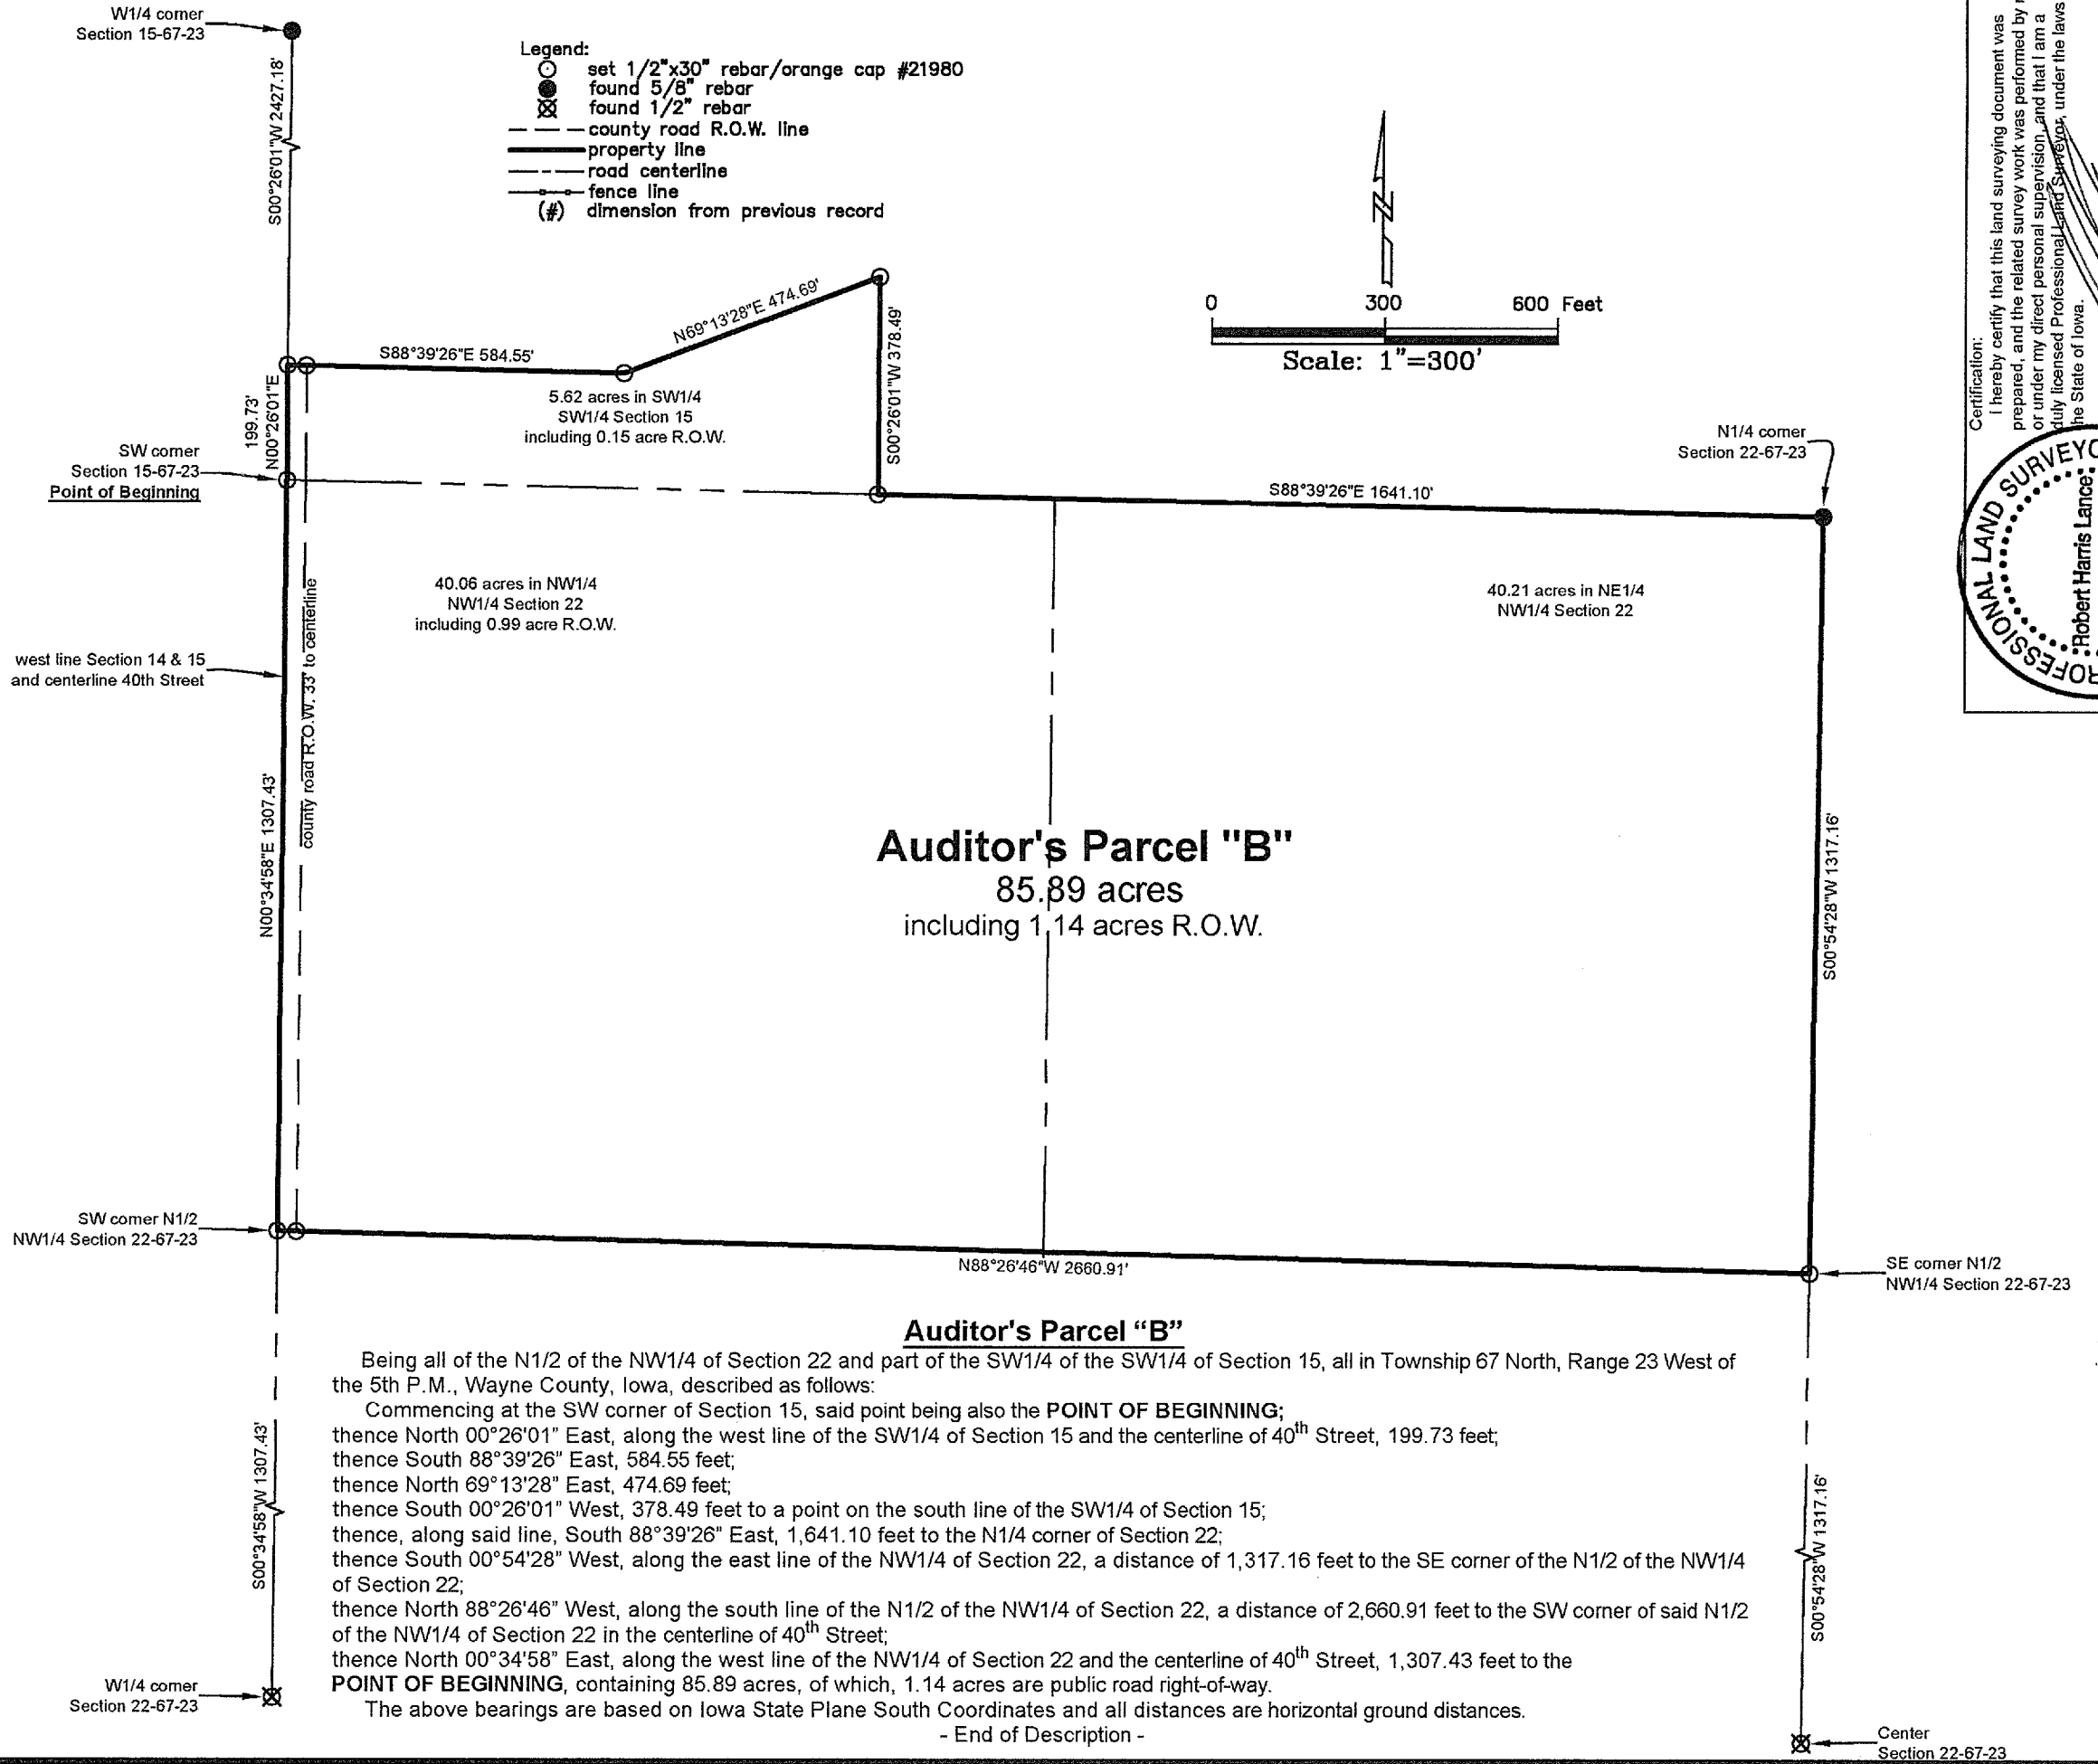 W1/4 corner
Section 15-67-23
S00°26'01"W 2427.18'
Legend:
set 1/2"x30" rebar/orange cap #21980
found 5/8" rebar
found 1/2" rebar
county road R.O.W. line
property line
road centerline
fence line
(#) dimension from previous record
N
0 300 600 Feet
Scale: 1"=300'
Certification:
I hereby certify that this land surveying document was
prepared, and the related survey work was performed by
or under my direct personal supervision, and that I am a
duly licensed Professional Land Surveyor, under the laws
the State of Iowa.
Robert Harris Lance
LAND
S88°39'26"E 584.55'
N69°13'28"E 474.69'
S00°26'01"W 378.49'
199.73'
N00°26'01"E
5.62 acres in SW1/4
SW1/4 Section 15
including 0.15 acre R.O.W.
SW corner
Section 15-67-23
Point of Beginning
N1/4 corner
Section 22-67-23
S88°39'26"E 1641.10'
40.06 acres in NW1/4
NW1/4 Section 22
including 0.99 acre R.O.W.
40.21 acres in NE1/4
NW1/4 Section 22
west line Section 14 & 15
and centerline 40th Street
county road R.O.W. 33' to centerline
N00°34'58"E 1307.43'
Auditor's Parcel "B"
85.89 acres
including 1.14 acres R.O.W.
S00°54'28"W 1317.16'
SW corner N1/2
NW1/4 Section 22-67-23
N88°26'46"W 2660.91'
SE corner N1/2
NW1/4 Section 22-67-23
Auditor's Parcel “B”
Being all of the N1/2 of the NW1/4 of Section 22 and part of the SW1/4 of the SW1/4 of Section 15, all in Township 67 North, Range 23 West of
the 5th P.M., Wayne County, Iowa, described as follows:
Commencing at the SW corner of Section 15, said point being also the POINT OF BEGINNING;
thence North 00°26'01" East, along the west line of the SW1/4 of Section 15 and the centerline of 40th Street, 199.73 feet;
thence South 88°39'26" East, 584.55 feet;
thence North 69°13'28" East, 474.69 feet;
thence South 00°26'01" West, 378.49 feet to a point on the south line of the SW1/4 of Section 15;
thence, along said line, South 88°39'26" East, 1,641.10 feet to the N1/4 corner of Section 22;
thence South 00°54'28" West, along the east line of the NW1/4 of Section 22, a distance of 1,317.16 feet to the SE corner of the N1/2 of the NW1/4
of Section 22;
thence North 88°26'46" West, along the south line of the N1/2 of the NW1/4 of Section 22, a distance of 2,660.91 feet to the SW corner of said N1/2
of the NW1/4 of Section 22 in the centerline of 40th Street;
thence North 00°34'58" East, along the west line of the NW1/4 of Section 22 and the centerline of 40th Street, 1,307.43 feet to the
POINT OF BEGINNING, containing 85.89 acres, of which, 1.14 acres are public road right-of-way.
The above bearings are based on Iowa State Plane South Coordinates and all distances are horizontal ground distances.
- End of Description -
S00°34'58"W 1307.43'
S00°54'28"W 1317.16'
W1/4 corner
Section 22-67-23
Center
Section 22-67-23